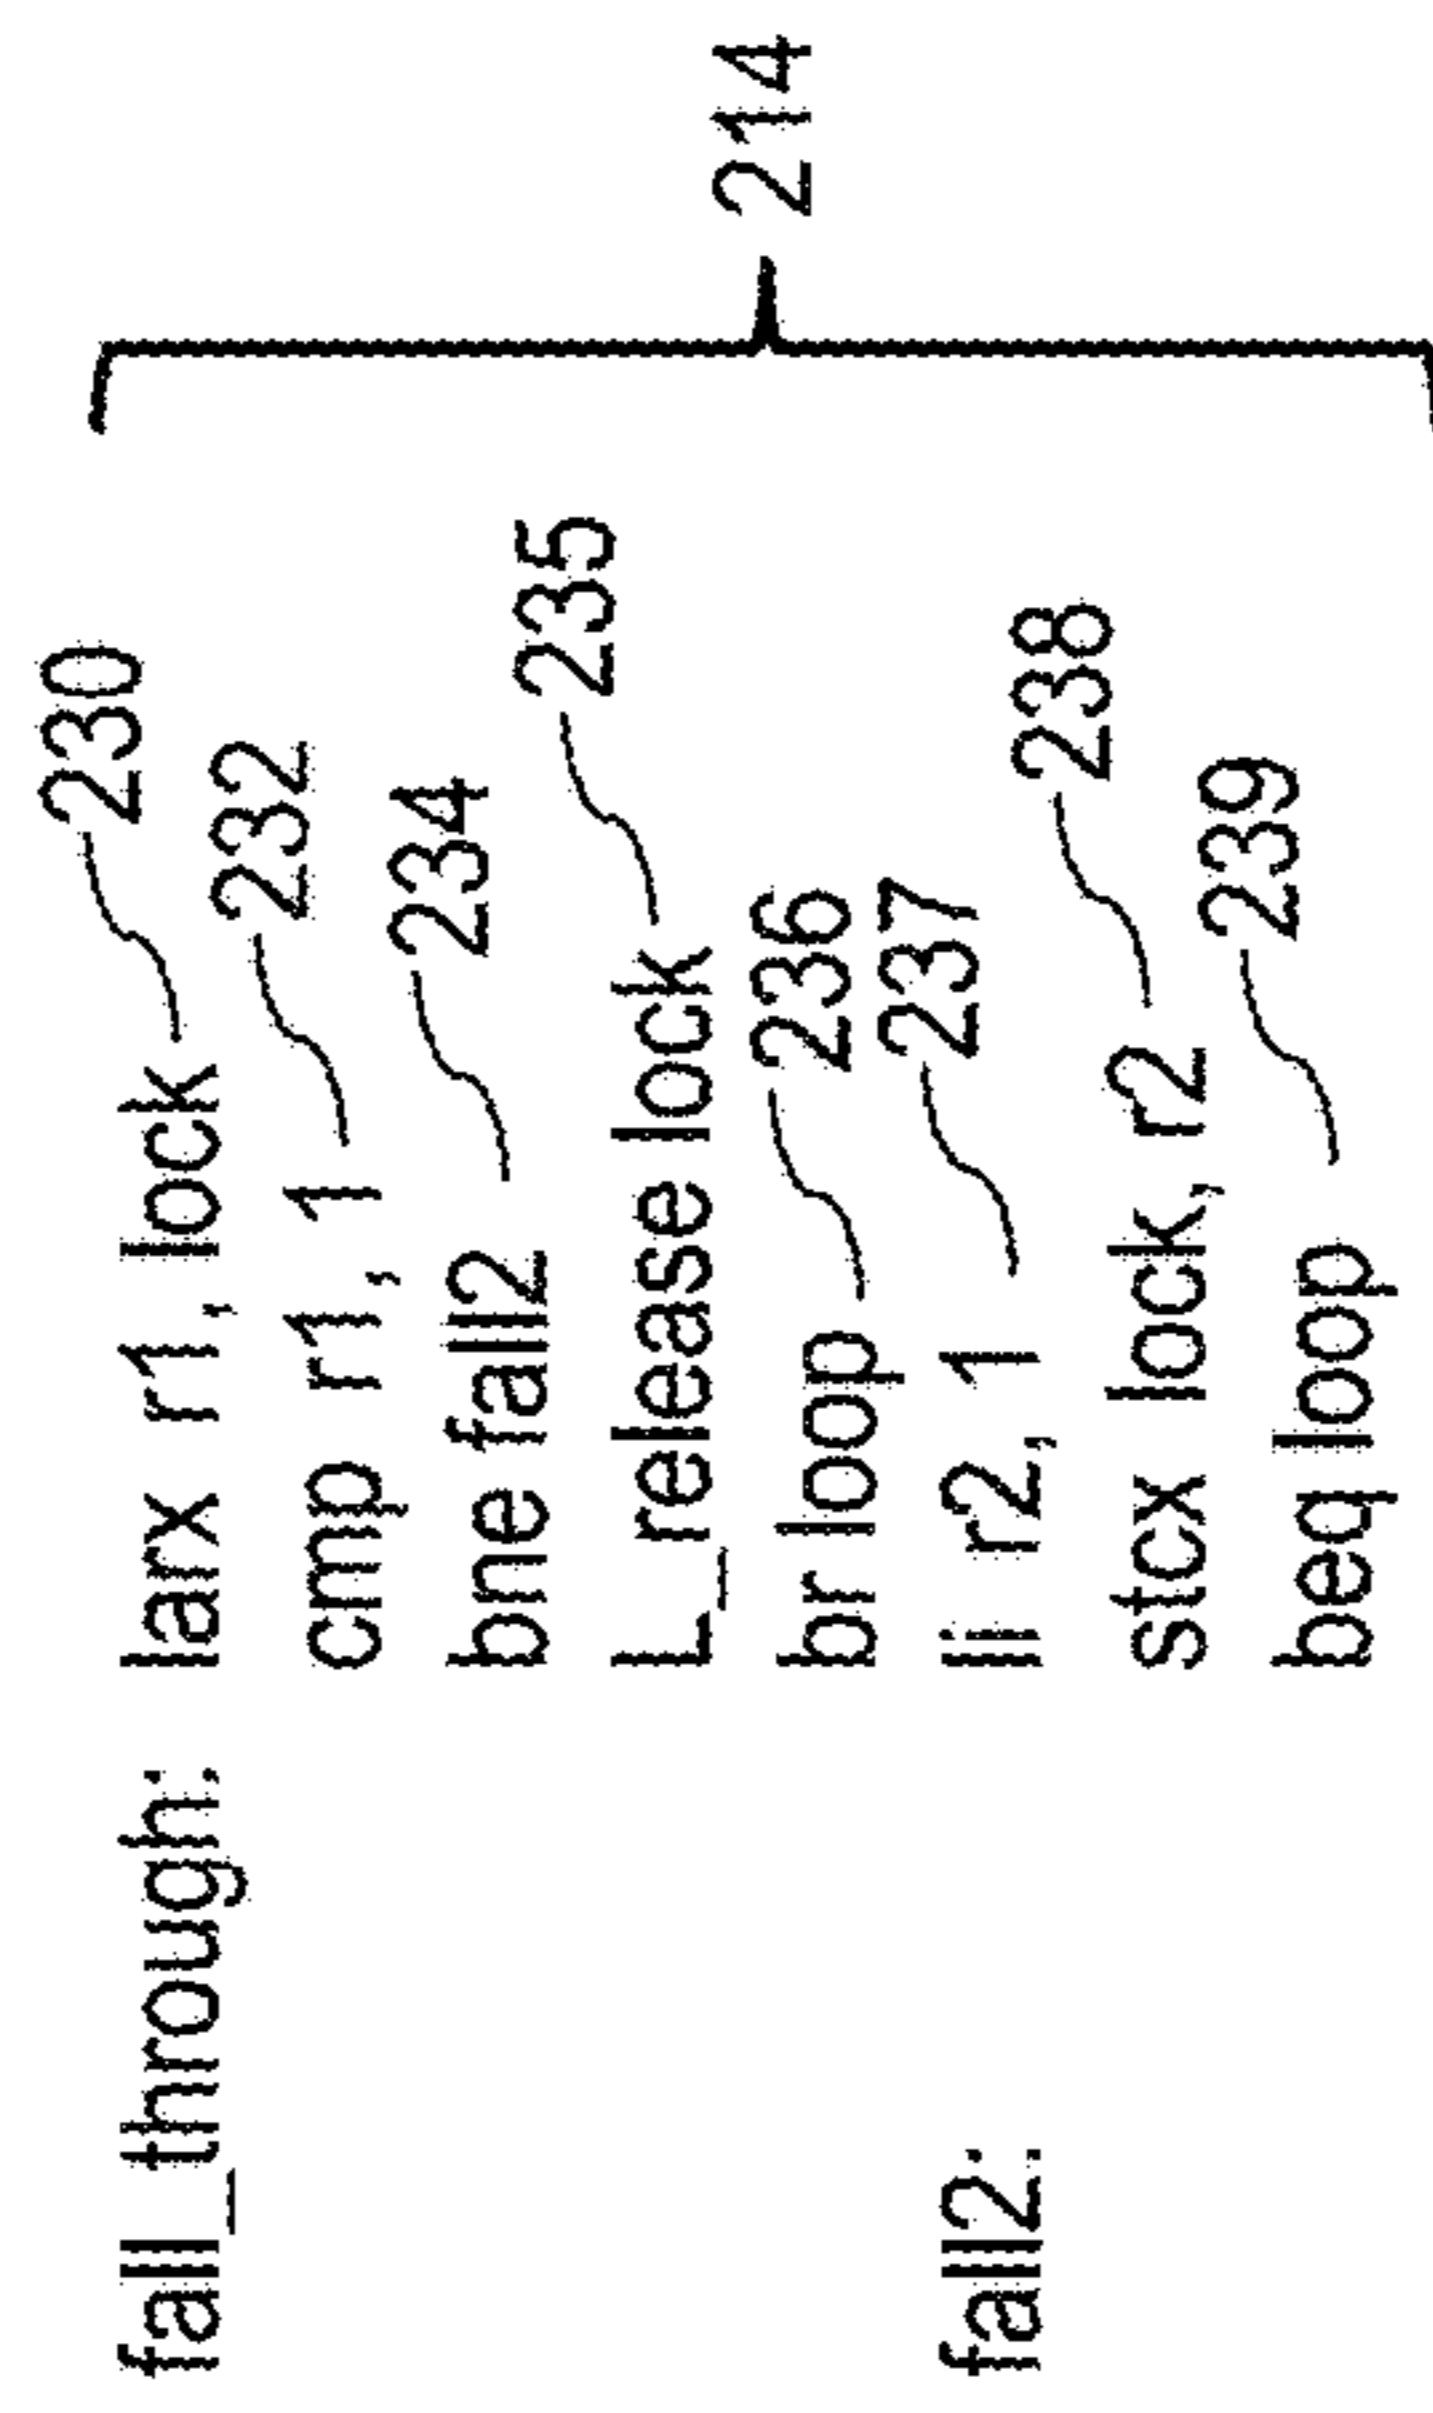 fall_through: larx r1, lock 230
cmp r1, 1 232
bne fall2 234
L_release lock 235
br loop 236
fall2: li r2, 1 237
stcx lock, r2 238
beq loop 239
214